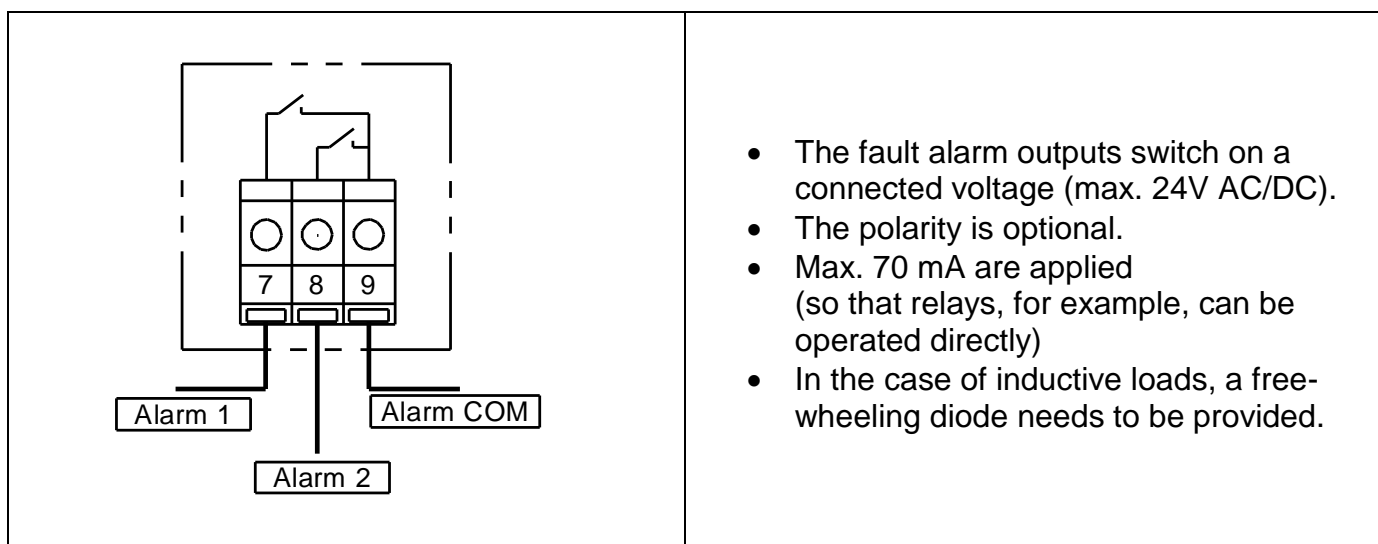 7 8 9
Alarm 1
Alarm COM
Alarm 2
• The fault alarm outputs switch on a
connected voltage (max. 24V AC/DC).
• The polarity is optional.
• Max. 70 mA are applied
(so that relays, for example, can be
operated directly)
• In the case of inductive loads, a free-
wheeling diode needs to be provided.